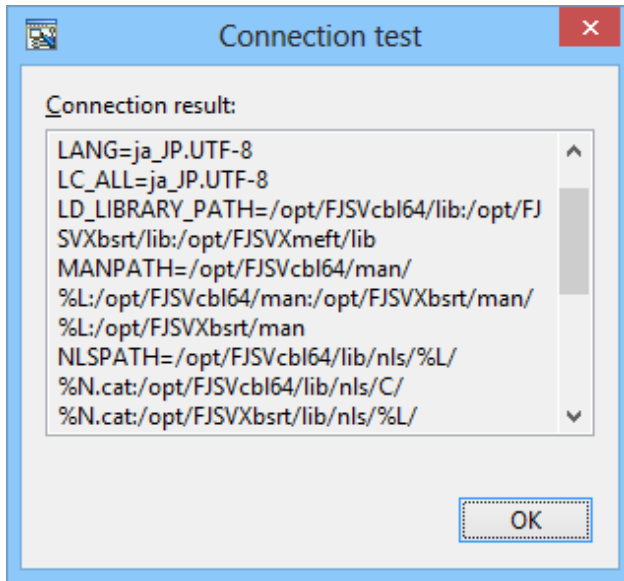 Connection test
Connection result:
LANG=ja_JP.UTF-8
LC_ALL=ja_JP.UTF-8
LD_LIBRARY_PATH=/opt/FJSVcbl64/lib:/opt/FJ
SVXbsrt/lib:/opt/FJSVXmeft/lib
MANPATH=/opt/FJSVcbl64/man/
%L:/opt/FJSVcbl64/man:/opt/FJSVXbsrt/man/
%L:/opt/FJSVXbsrt/man
NLSPATH=/opt/FJSVcbl64/lib/nls/%L/
%N.cat:/opt/FJSVcbl64/lib/nls/C/
%N.cat:/opt/FJSVXbsrt/lib/nls/%L/
OK